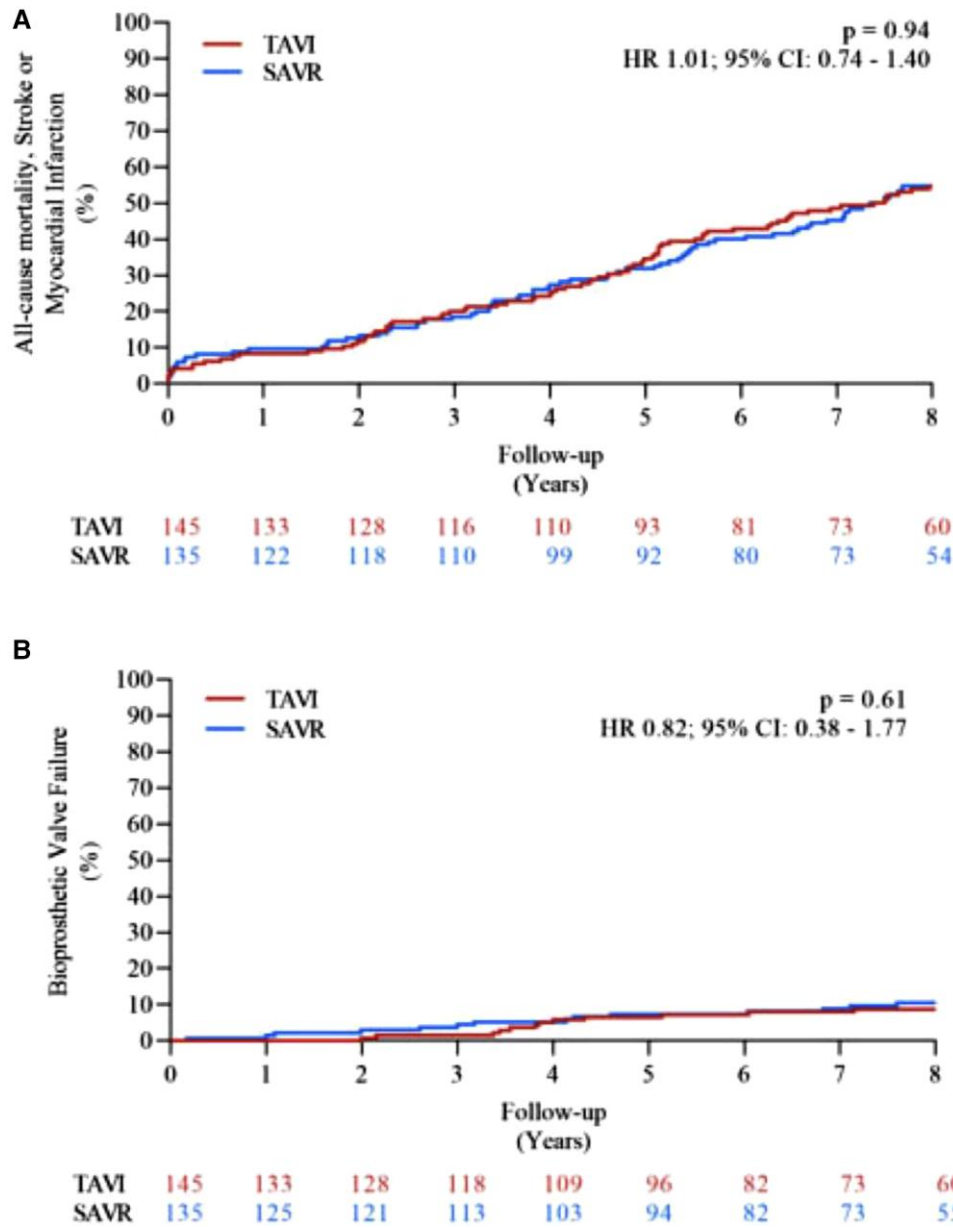 A
All-cause mortality, Stroke or
Myocardial Infarction
(%)
100
90
80
70
60
50
40
30
20
10
0
TAVI
SAVR
p = 0.94
HR 1.01; 95% CI: 0.74 - 1.40
0 1 2 3 4 5 6 7 8
Follow-up
(Years)
TAVI 145 133 128 116 110 93 81 73 60
SAVR 135 122 118 110 99 92 80 73 54
B
Bioprosthetic Valve Failure
(%)
100
90
80
70
60
50
40
30
20
10
0
TAVI
SAVR
p = 0.61
HR 0.82; 95% CI: 0.38 - 1.77
0 1 2 3 4 5 6 7 8
Follow-up
(Years)
TAVI 145 133 128 118 109 96 82 73
SAVR 135 125 121 113 103 94 82 73